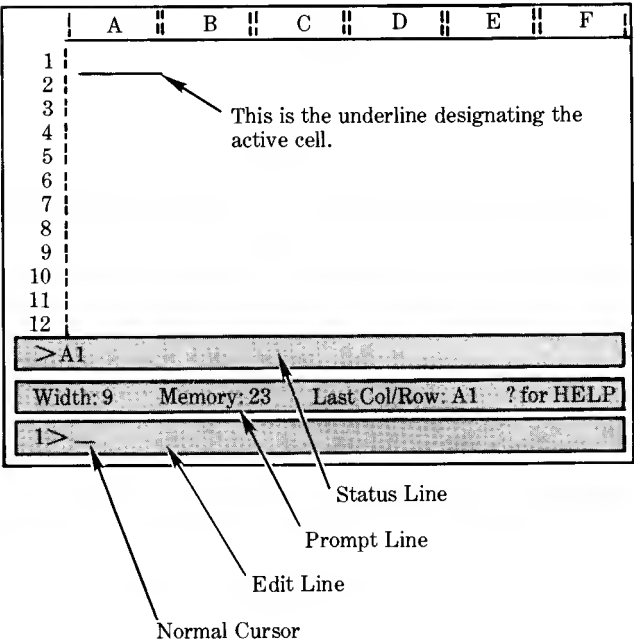 A B C D E F
1
2
3
4
5
6
7
8
9
10
11
12
This is the underline designating the
active cell.
>A1
Width: 9 Memory: 23 Last Col/Row: A1 ? for HELP
1>_
Status Line
Prompt Line
Edit Line
Normal Cursor